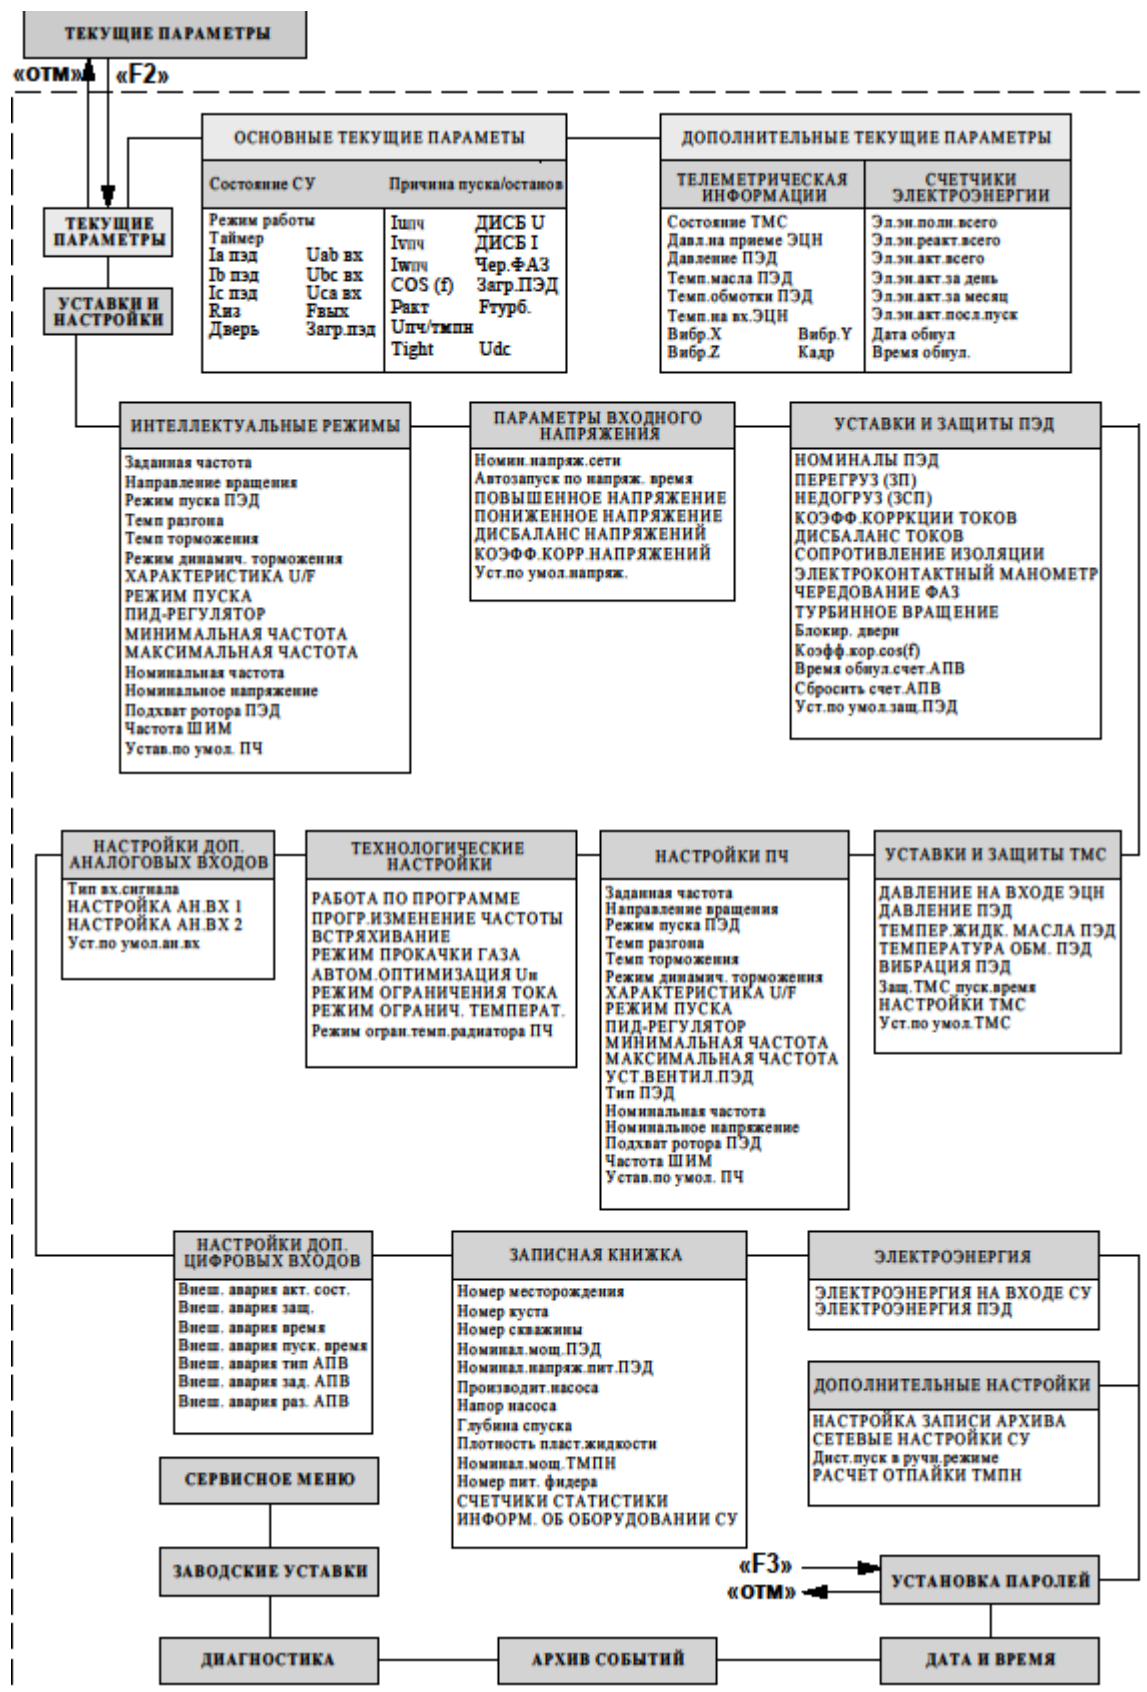 ТЕКУЩИЕ ПАРАМЕТРЫ
«ОТМ» «F2»
ОСНОВНЫЕ ТЕКУЩИЕ ПАРАМЕТЫ
Состояние СУ
Причина пуска/останов
Режим работы
Таймер
Ia пэд Uab вх
Ib пэд Ubc вх
Ic пэд Uca вх
Rиз Fвых
Дверь Загр.пэд
Iuпч ДИСБ U
Ivпч ДИСБ I
Iwпч Чер.ФАЗ
COS (f) Загр.ПЭД
Pакт Fтурб.
Uпч/тмпн
Tight Udc
ДОПОЛНИТЕЛЬНЫЕ ТЕКУЩИЕ ПАРАМЕТРЫ
ТЕЛЕМЕТРИЧЕСКАЯ
ИНФОРМАЦИИ
Состояние ТМС
Давл.на приеме ЭЦН
Давление ПЭД
Темп.масла ПЭД
Темп.обмотки ПЭД
Темп.на вх.ЭЦН
Вибр.X Вибр.Y
Вибр.Z Кадр
СЧЕТЧИКИ
ЭЛЕКТРОЭНЕРГИИ
Эл.эн.полн.всего
Эл.эн.реакт.всего
Эл.эн.акт.всего
Эл.эн.акт.за день
Эл.эн.акт.за месяц
Эл.эн.акт.посл.пуск
Дата обнул
Время обнул.
ТЕКУЩИЕ
ПАРАМЕТРЫ
УСТАВКИ И
НАСТРОЙКИ
ИНТЕЛЛЕКТУАЛЬНЫЕ РЕЖИМЫ
Заданная частота
Направление вращения
Режим пуска ПЭД
Темп разгона
Темп торможения
Режим динамич. торможения
ХАРАКТЕРИСТИКА U/F
РЕЖИМ ПУСКА
ПИД-РЕГУЛЯТОР
МИНИМАЛЬНАЯ ЧАСТОТА
МАКСИМАЛЬНАЯ ЧАСТОТА
Номинальная частота
Номинальное напряжение
Подхват ротора ПЭД
Частота ШИМ
Устав.по умол. ПЧ
ПАРАМЕТРЫ ВХОДНОГО
НАПРЯЖЕНИЯ
Номин.напряж.сети
Автозапуск по напряж. время
ПОВЫШЕННОЕ НАПРЯЖЕНИЕ
ПОНИЖЕННОЕ НАПРЯЖЕНИЕ
ДИСБАЛАНС НАПРЯЖЕНИЙ
КОЭФФ.КОРР.НАПРЯЖЕНИЙ
Уст.по умол.напряж.
УСТАВКИ И ЗАЩИТЫ ПЭД
НОМИНАЛЫ ПЭД
ПЕРЕГРУЗ (ЗП)
НЕДОГРУЗ (ЗСП)
КОЭФФ.КОРРКЦИИ ТОКОВ
ДИСБАЛАНС ТОКОВ
СОПРОТИВЛЕНИЕ ИЗОЛЯЦИИ
ЭЛЕКТРОКОНТАКТНЫЙ МАНОМЕТР
ЧЕРЕДОВАНИЕ ФАЗ
ТУРБИННОЕ ВРАЩЕНИЕ
Блокир. двери
Коэфф.кор.cos(f)
Время обнул.счет.АПВ
Сбросить счет.АПВ
Уст.по умол.защ.ПЭД
НАСТРОЙКИ ДОП.
АНАЛОГОВЫХ ВХОДОВ
Тип вх.сигнала
НАСТРОЙКА АН.ВХ 1
НАСТРОЙКА АН.ВХ 2
Уст.по умол.ан.вх
ТЕХНОЛОГИЧЕСКИЕ
НАСТРОЙКИ
РАБОТА ПО ПРОГРАММЕ
ПРОГР.ИЗМЕНЕНИЕ ЧАСТОТЫ
ВСТРЯХИВАНИЕ
РЕЖИМ ПРОКАЧКИ ГАЗА
АВТОМ.ОПТИМИЗАЦИЯ Uн
РЕЖИМ ОГРАНИЧЕНИЯ ТОКА
РЕЖИМ ОГРАНИЧ. ТЕМПЕРАТ.
Режим огран.темп.радиатора ПЧ
НАСТРОЙКИ ПЧ
Заданная частота
Направление вращения
Режим пуска ПЭД
Темп разгона
Темп торможения
Режим динамич. торможения
ХАРАКТЕРИСТИКА U/F
РЕЖИМ ПУСКА
ПИД-РЕГУЛЯТОР
МИНИМАЛЬНАЯ ЧАСТОТА
МАКСИМАЛЬНАЯ ЧАСТОТА
УСТ.ВЕНТИЛ.ПЭД
Тип ПЭД
Номинальная частота
Номинальное напряжение
Подхват ротора ПЭД
Частота ШИМ
Устав.по умол. ПЧ
УСТАВКИ И ЗАЩИТЫ ТМС
ДАВЛЕНИЕ НА ВХОДЕ ЭЦН
ДАВЛЕНИЕ ПЭД
ТЕМПЕР.ЖИДК. МАСЛА ПЭД
ТЕМПЕРАТУРА ОБМ. ПЭД
ВИБРАЦИЯ ПЭД
Защ.ТМС пуск.время
НАСТРОЙКИ ТМС
Уст.по умол.ТМС
НАСТРОЙКИ ДОП.
ЦИФРОВЫХ ВХОДОВ
Внеш. авария акт. сост.
Внеш. авария защ.
Внеш. авария время
Внеш. авария пуск. время
Внеш. авария тип АПВ
Внеш. авария зад. АПВ
Внеш. авария раз. АПВ
ЗАПИСНАЯ КНИЖКА
Номер месторождения
Номер куста
Номер скважины
Номинал.мощ.ПЭД
Номинал.напряж.пит.ПЭД
Производит.насоса
Напор насоса
Глубина спуска
Плотность пласт.жидкости
Номинал.мощ.ТМПН
Номер пит. фидера
СЧЕТЧИКИ СТАТИСТИКИ
ИНФОРМ. ОБ ОБОРУДОВАНИИ СУ
ЭЛЕКТРОЭНЕРГИЯ
ЭЛЕКТРОЭНЕРГИЯ НА ВХОДЕ СУ
ЭЛЕКТРОЭНЕРГИЯ ПЭД
ДОПОЛНИТЕЛЬНЫЕ НАСТРОЙКИ
НАСТРОЙКА ЗАПИСИ АРХИВА
СЕТЕВЫЕ НАСТРОЙКИ СУ
Дист.пуск в ручн.режиме
РАСЧЕТ ОТПАЙКИ ТМПН
СЕРВИСНОЕ МЕНЮ
ЗАВОДСКИЕ УСТАВКИ
«F3»
«ОТМ»
УСТАНОВКА ПАРОЛЕЙ
ДИАГНОСТИКА
АРХИВ СОБЫТИЙ
ДАТА И ВРЕМЯ